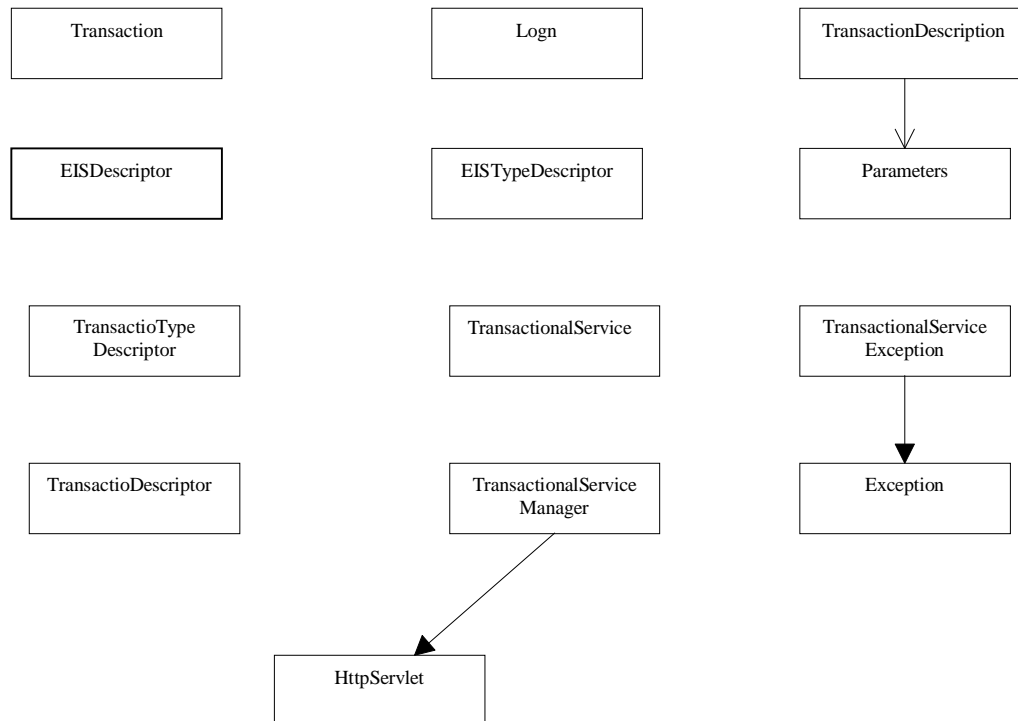 Transaction
Logn
TransactionDescription
EISDescriptor
EISTypeDescriptor
Parameters
TransactioType
Descriptor
TransactionalService
TransactionalService
Exception
TransactioDescriptor
TransactionalService
Manager
Exception
HttpServlet